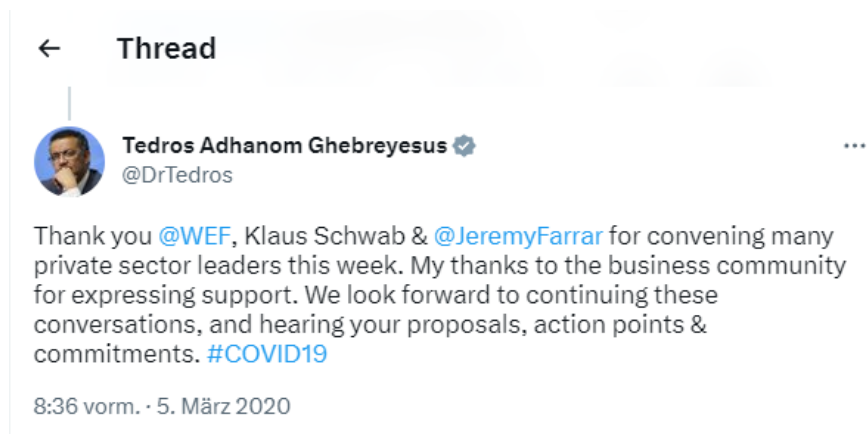 Thread
Tedros Adhanom Ghebreyesus
@DrTedros
Thank you @WEF, Klaus Schwab & @JeremyFarrar for convening many
private sector leaders this week. My thanks to the business community
for expressing support. We look forward to continuing these
conversations, and hearing your proposals, action points &
commitments. #COVID19
8:36 vorm. · 5. März 2020